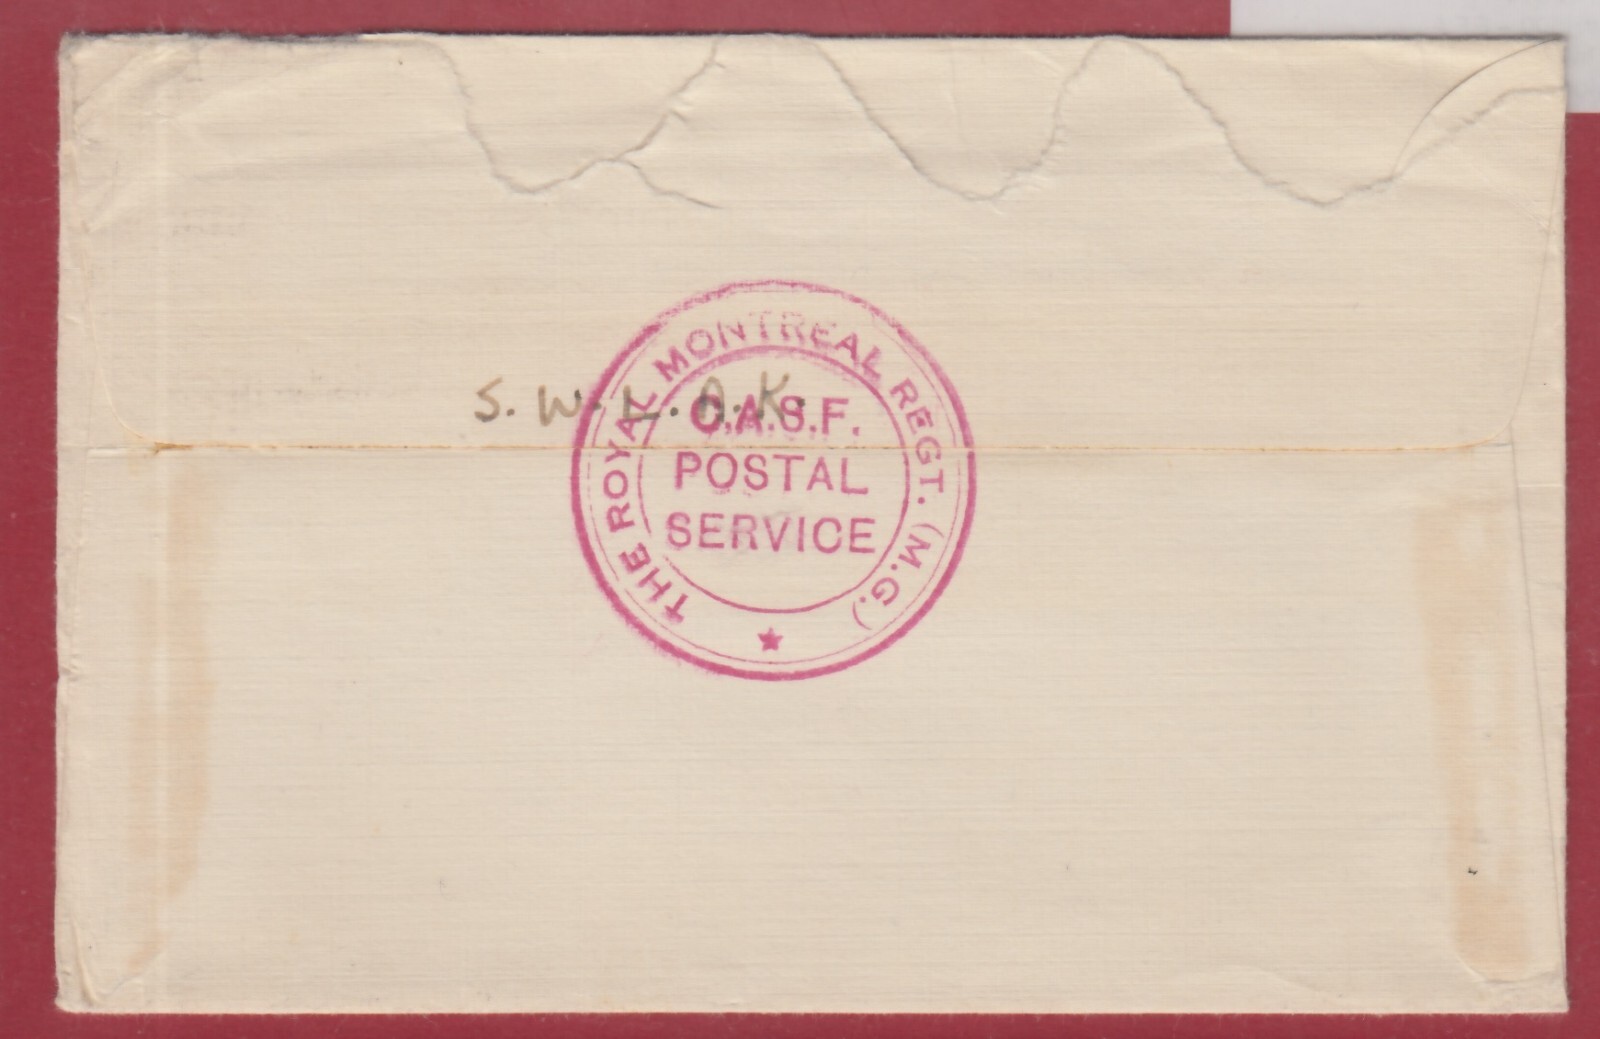 THE ROYAL MONTREAL REGT. (M.G.)
S. W. L. A. K.
C.A.S.F.
POSTAL
SERVICE